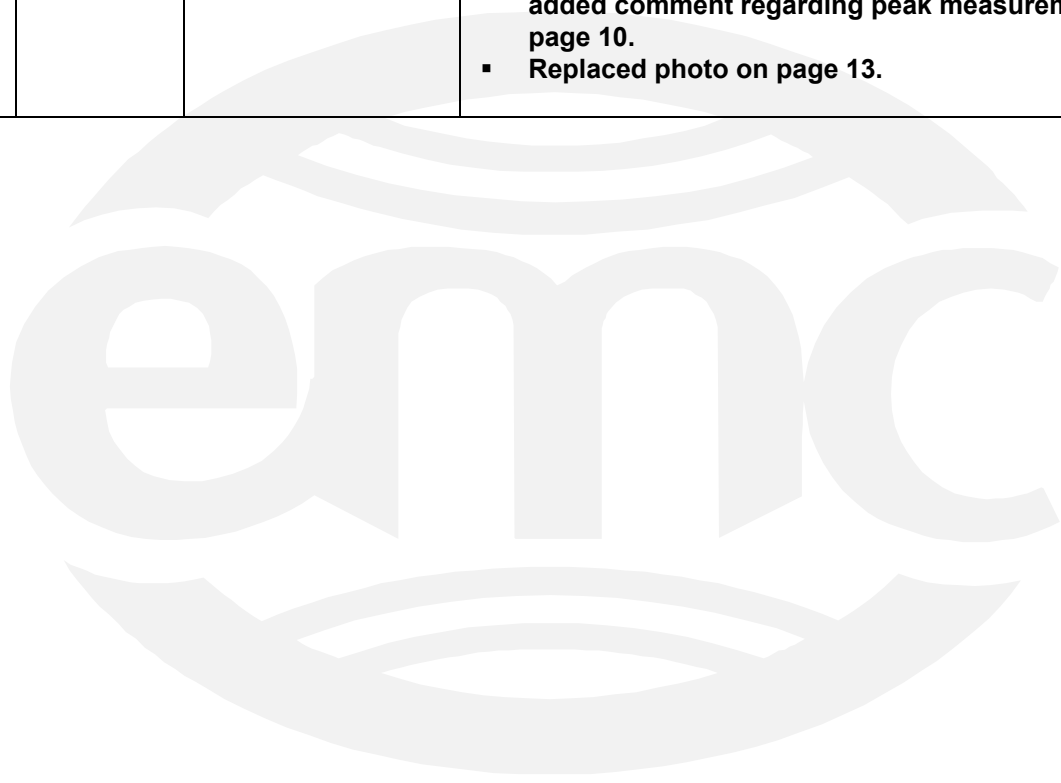 added comment regarding peak
page 10.
▪ Replaced photo on page 13.
emc